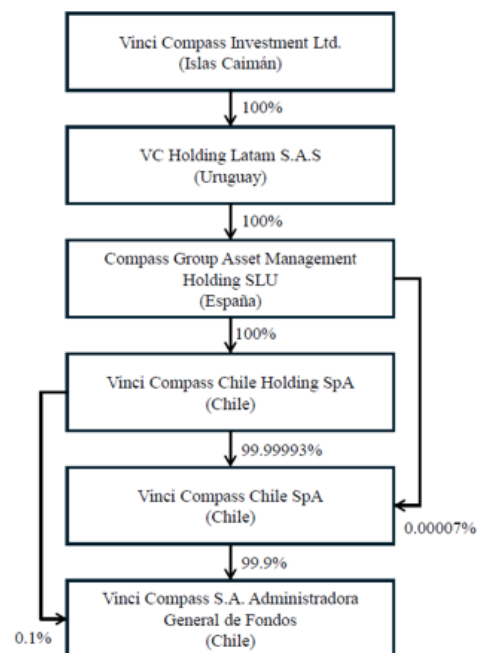 Vinci Compass Investment Ltd.
(Islas Caimán)
100%
VC Holding Latam S.A.S
(Uruguay)
100%
Compass Group Asset Management
Holding SLU
(España)
100%
Vinci Compass Chile Holding SpA
(Chile)
99.99993%
Vinci Compass Chile SpA
(Chile)
0.00007%
99.9%
Vinci Compass S.A. Administradora
General de Fondos
(Chile)
0.1%